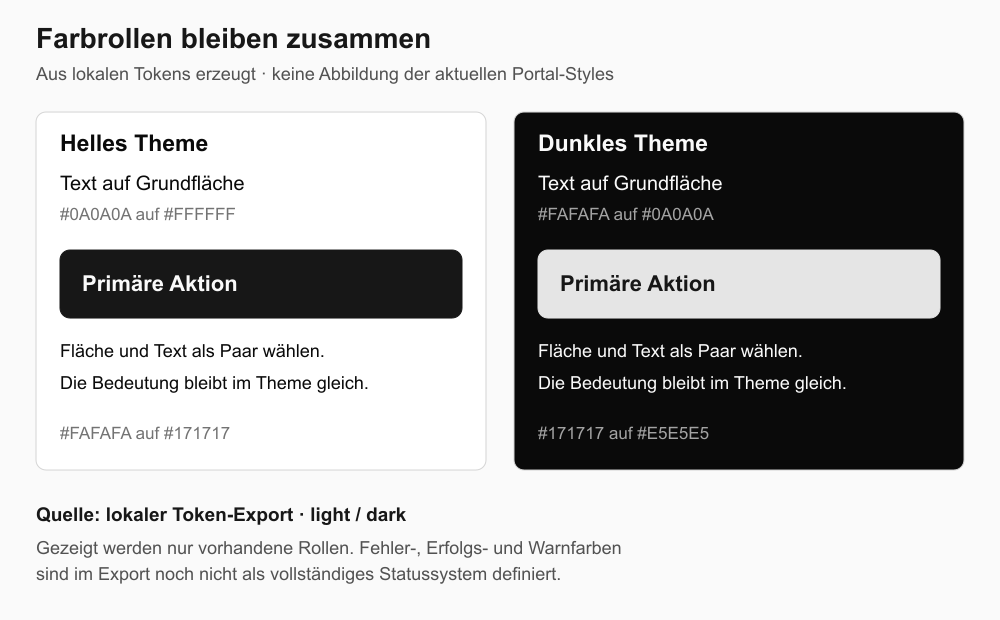 Farbrollen bleiben zusammen
Aus lokalen Tokens erzeugt · keine Abbildung der aktuellen Portal-Styles
Helles Theme
Text auf Grundfläche
#0A0A0A auf #FFFFFF
Primäre Aktion
Fläche und Text als Paar wählen.
Die Bedeutung bleibt im Theme gleich.
#FAFAFA auf #171717
Dunkles Theme
Text auf Grundfläche
#FAFAFA auf #0A0A0A
Primäre Aktion
Fläche und Text als Paar wählen.
Die Bedeutung bleibt im Theme gleich.
#171717 auf #E5E5E5
Quelle: lokaler Token-Export · light / dark
Gezeigt werden nur vorhandene Rollen. Fehler-, Erfolgs- und Warnfarben
sind im Export noch nicht als vollständiges Statussystem definiert.